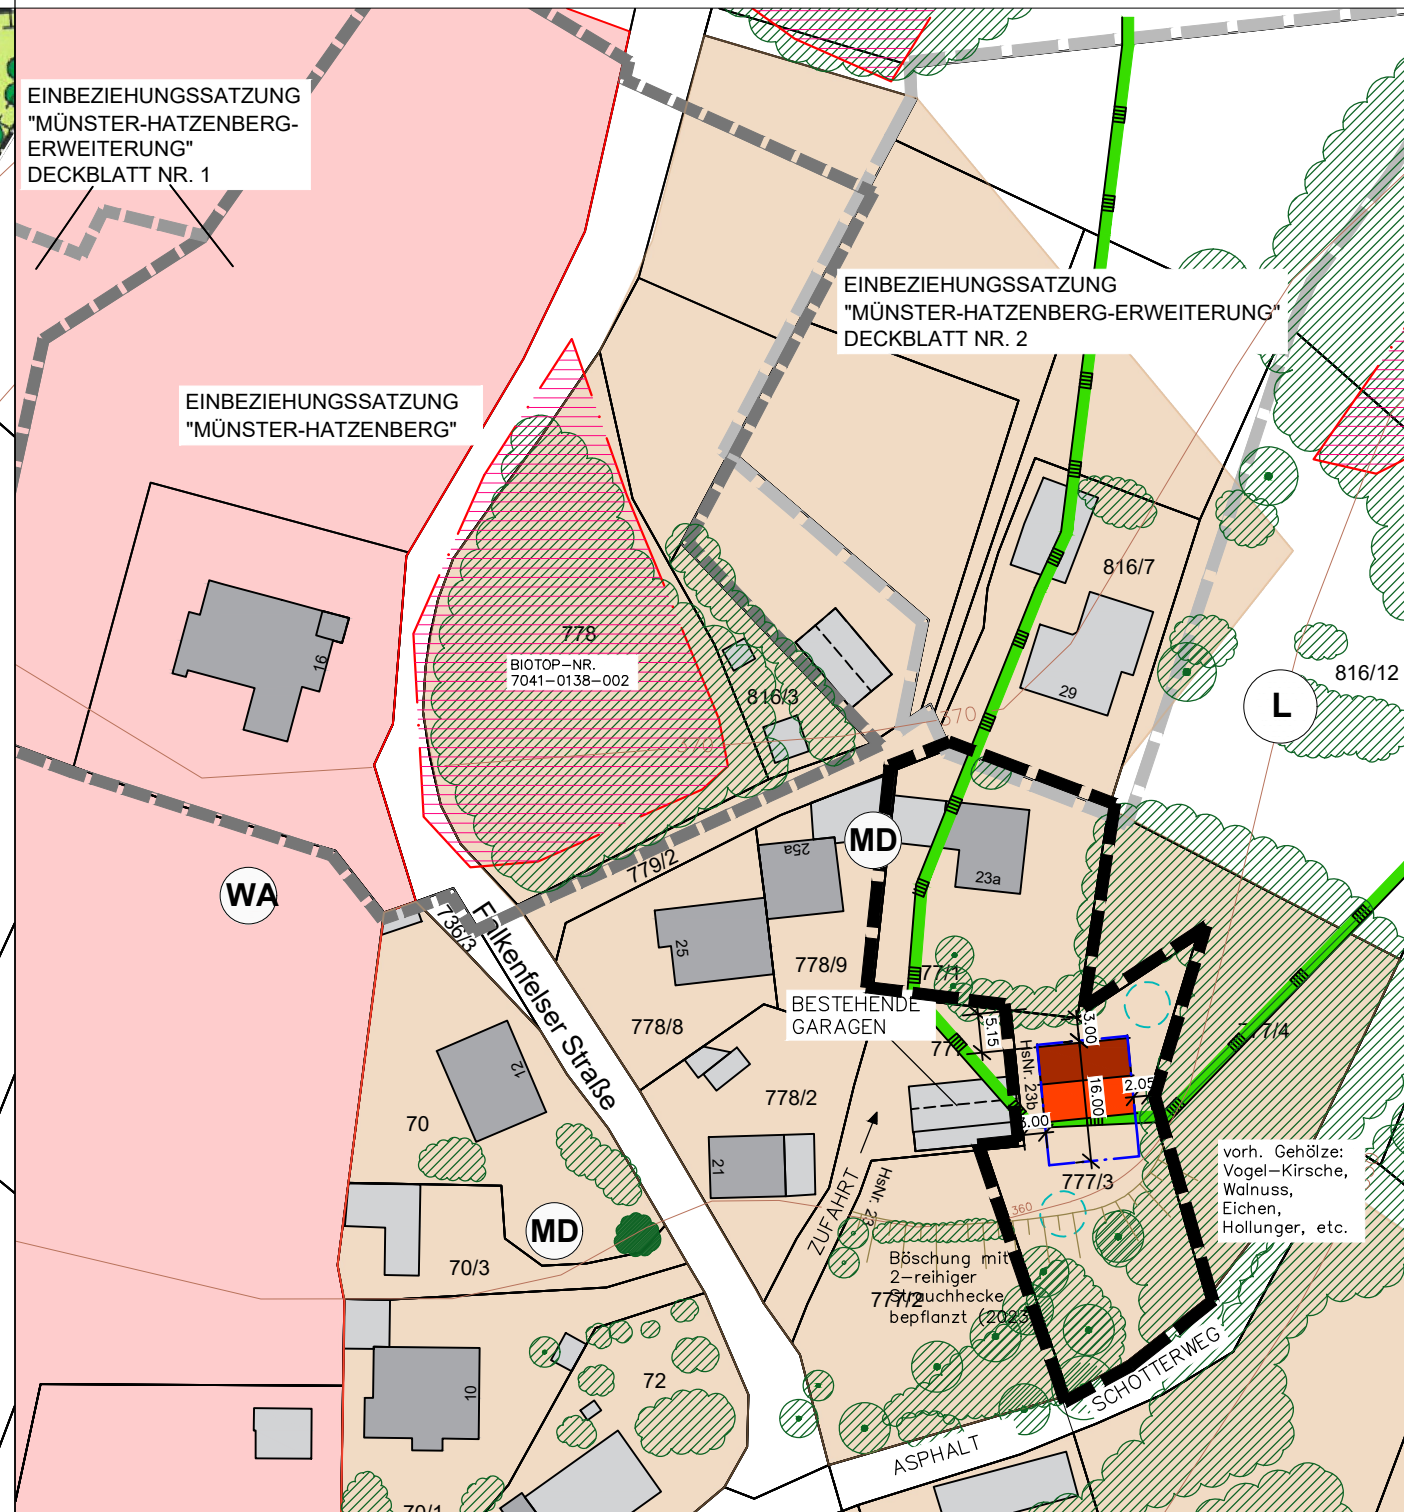 EINBEZIEHUNGSSATZUNG
"MÜNSTER-HATZENBERG-
ERWEITERUNG"
DECKBLATT NR. 1
EINBEZIEHUNGSSATZUNG
"MÜNSTER-HATZENBERG-ERWEITERUNG"
DECKBLATT NR. 2
EINBEZIEHUNGSSATZUNG
"MÜNSTER-HATZENBERG"
816/7
778
BIOTOP-NR.
7041-0138-002
16
29
816/12
816/3
L
370
370
MD
25a
779/2
23a
WA
736/3
Falkenfelser Straße
25
778/9
77/1
BESTEHENDE
GARAGEN
778/8
5.15
3.00
777/4
777
HsNr. 23b
12
16.00
2.05
778/2
3.00
70
21
ZUFAHRT
HsNr. 23
777/3
vorh. Gehölze:
Vogel-Kirsche,
Walnuss,
Eichen,
Hollunger, etc.
360
MD
70/3
Böschung mit
2-reihiger
Strauchhecke
777/2
bepflanzt (2023
SCHOTTERWEG
72
10
ASPHALT
70/1